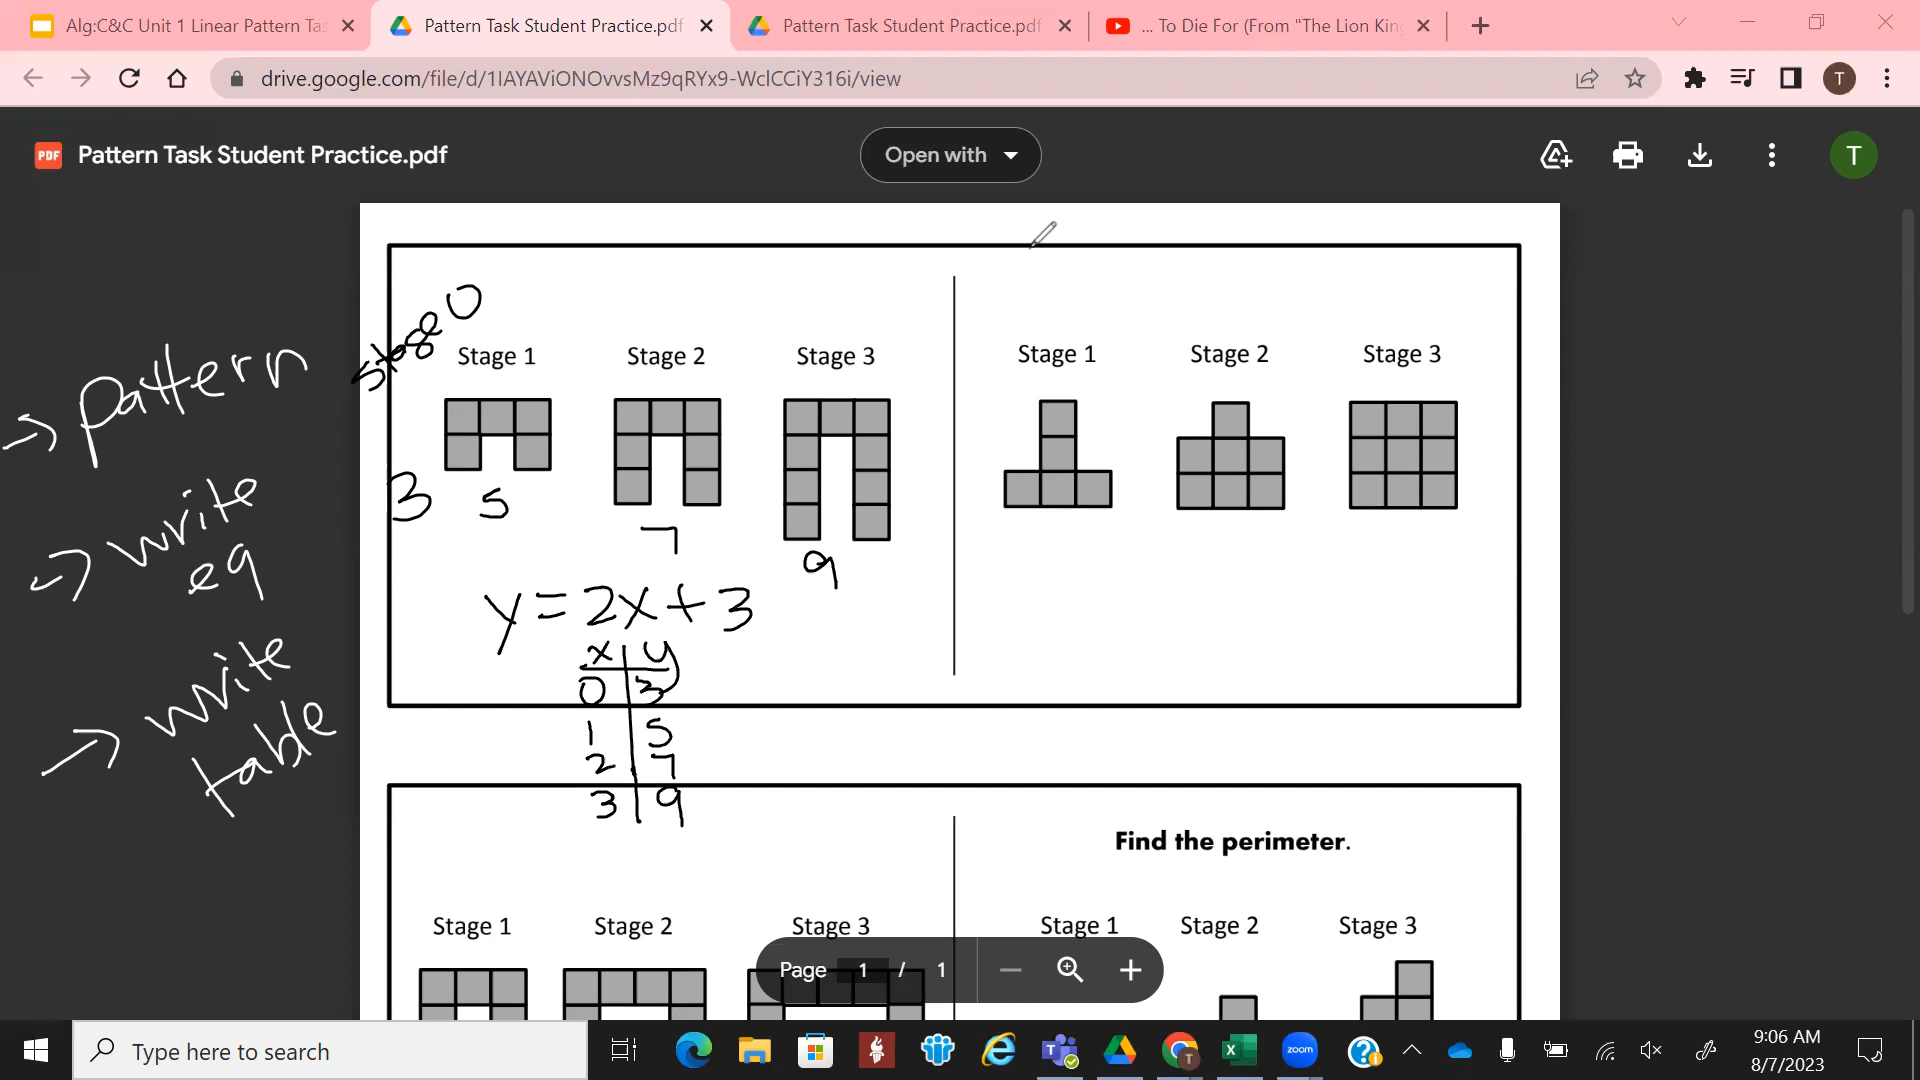 Alg:C&C Unit 1 Linear Pattern Tas
Pattern Task Student Practice.pdf
Pattern Task Student Practice.pdf
... To Die For (From "The Lion King
drive.google.com/file/d/1IAYAViONOvvsMz9qRYx9-WclCCiY316i/view
T
PDF
Pattern Task Student Practice.pdf
Open with
T
stage 0
Stage 1
Stage 2
Stage 3
3
5
7
9
y=2x+3
x y
0 3
1 5
2 7
3 9
Stage 1
Stage 2
Stage 3
→ pattern
→ write
eq
→ write
table
Stage 1
Stage 2
Stage 3
Find the perimeter.
Stage 1
Stage 2
Stage 3
Page 1 / 1
Type here to search
zoom
9:06 AM
8/7/2023